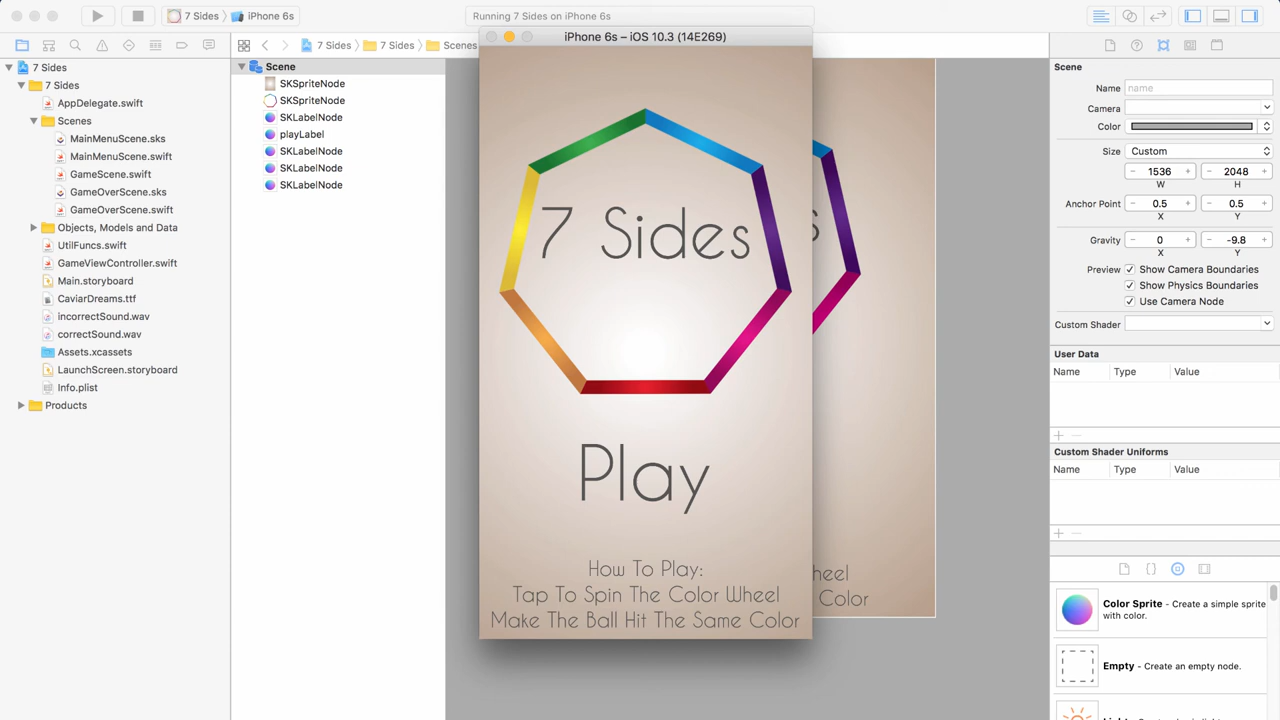 7 Sides
iPhone 6s
Running 7 Sides on iPhone 6s
7 Sides
7 Sides
Scenes
iPhone 6s – iOS 10.3 (14E269)
7 Sides
7 Sides
AppDelegate.swift
Scenes
MainMenuScene.sks
MainMenuScene.swift
GameScene.swift
GameOverScene.sks
GameOverScene.swift
Objects, Models and Data
UtilFuncs.swift
GameViewController.swift
Main.storyboard
CaviarDreams.ttf
incorrectSound.wav
correctSound.wav
Assets.xcassets
LaunchScreen.storyboard
Info.plist
Products
Scene
SKSpriteNode
SKSpriteNode
SKLabelNode
playLabel
SKLabelNode
SKLabelNode
SKLabelNode
7 Sides
Play
How To Play:
Tap To Spin The Color Wheel
Make The Ball Hit The Same Color
s
heel
Color
Scene
Name name
Camera
Color
Size Custom
1536 2048
W H
Anchor Point 0.5 0.5
X Y
Gravity 0 -9.8
X Y
Preview Show Camera Boundaries
Show Physics Boundaries
Use Camera Node
Custom Shader
User Data
Name Type Value
Custom Shader Uniforms
Name Type Value
Color Sprite - Create a simple sprite
with color.
Empty - Create an empty node.